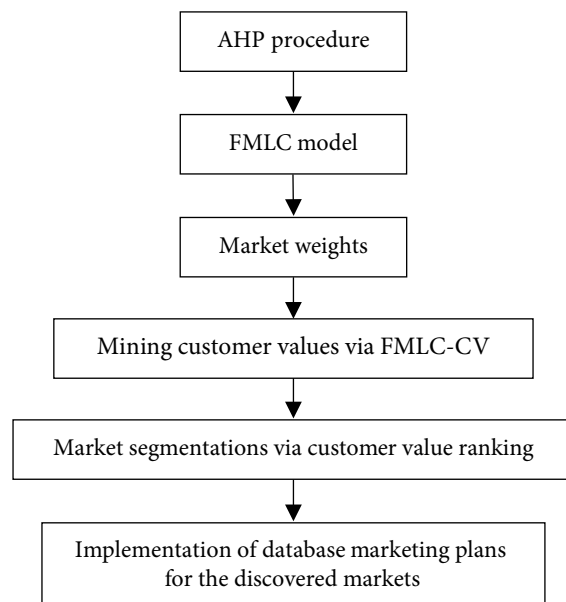 AHP procedure
FMLC model
Market weights
Mining customer values via FMLC-CV
Market segmentations via customer value ranking
Implementation of database marketing plans
for the discovered markets